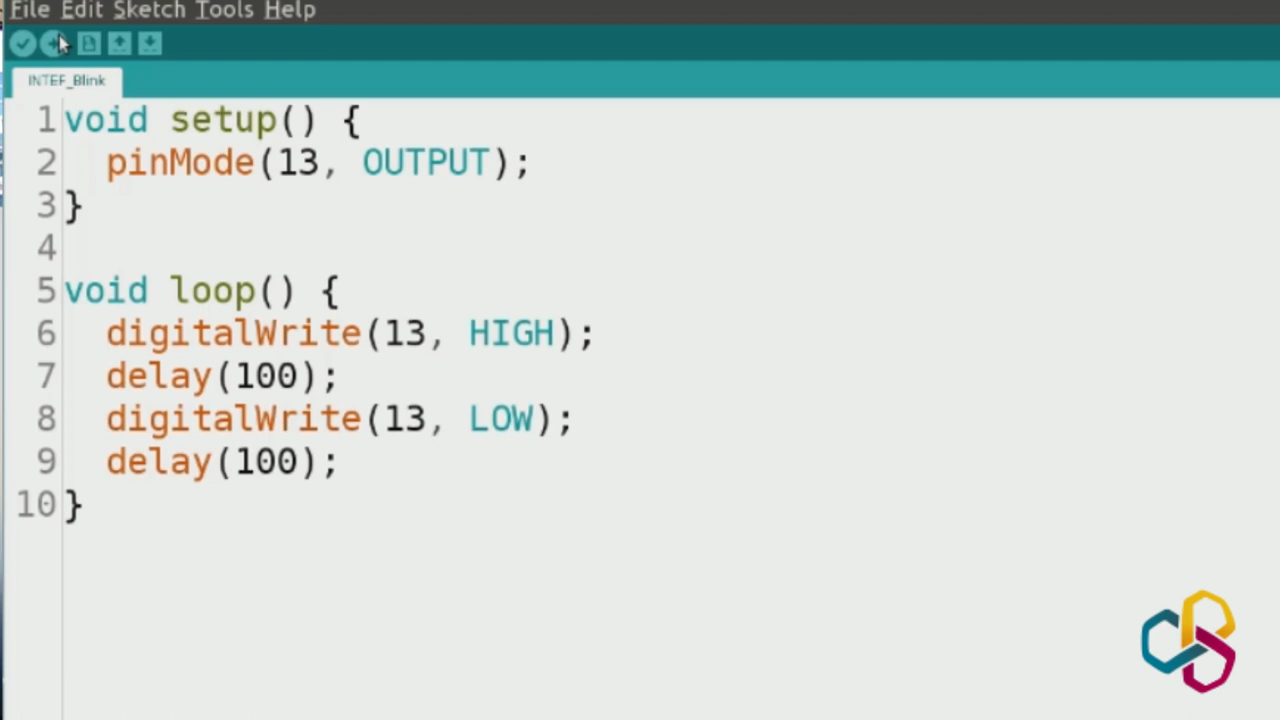 File Edit Sketch Tools Help
INTEF_Blink
1 void setup() {
2   pinMode(13, OUTPUT);
3 }
4
5 void loop() {
6   digitalWrite(13, HIGH);
7   delay(100);
8   digitalWrite(13, LOW);
9   delay(100);
10 }